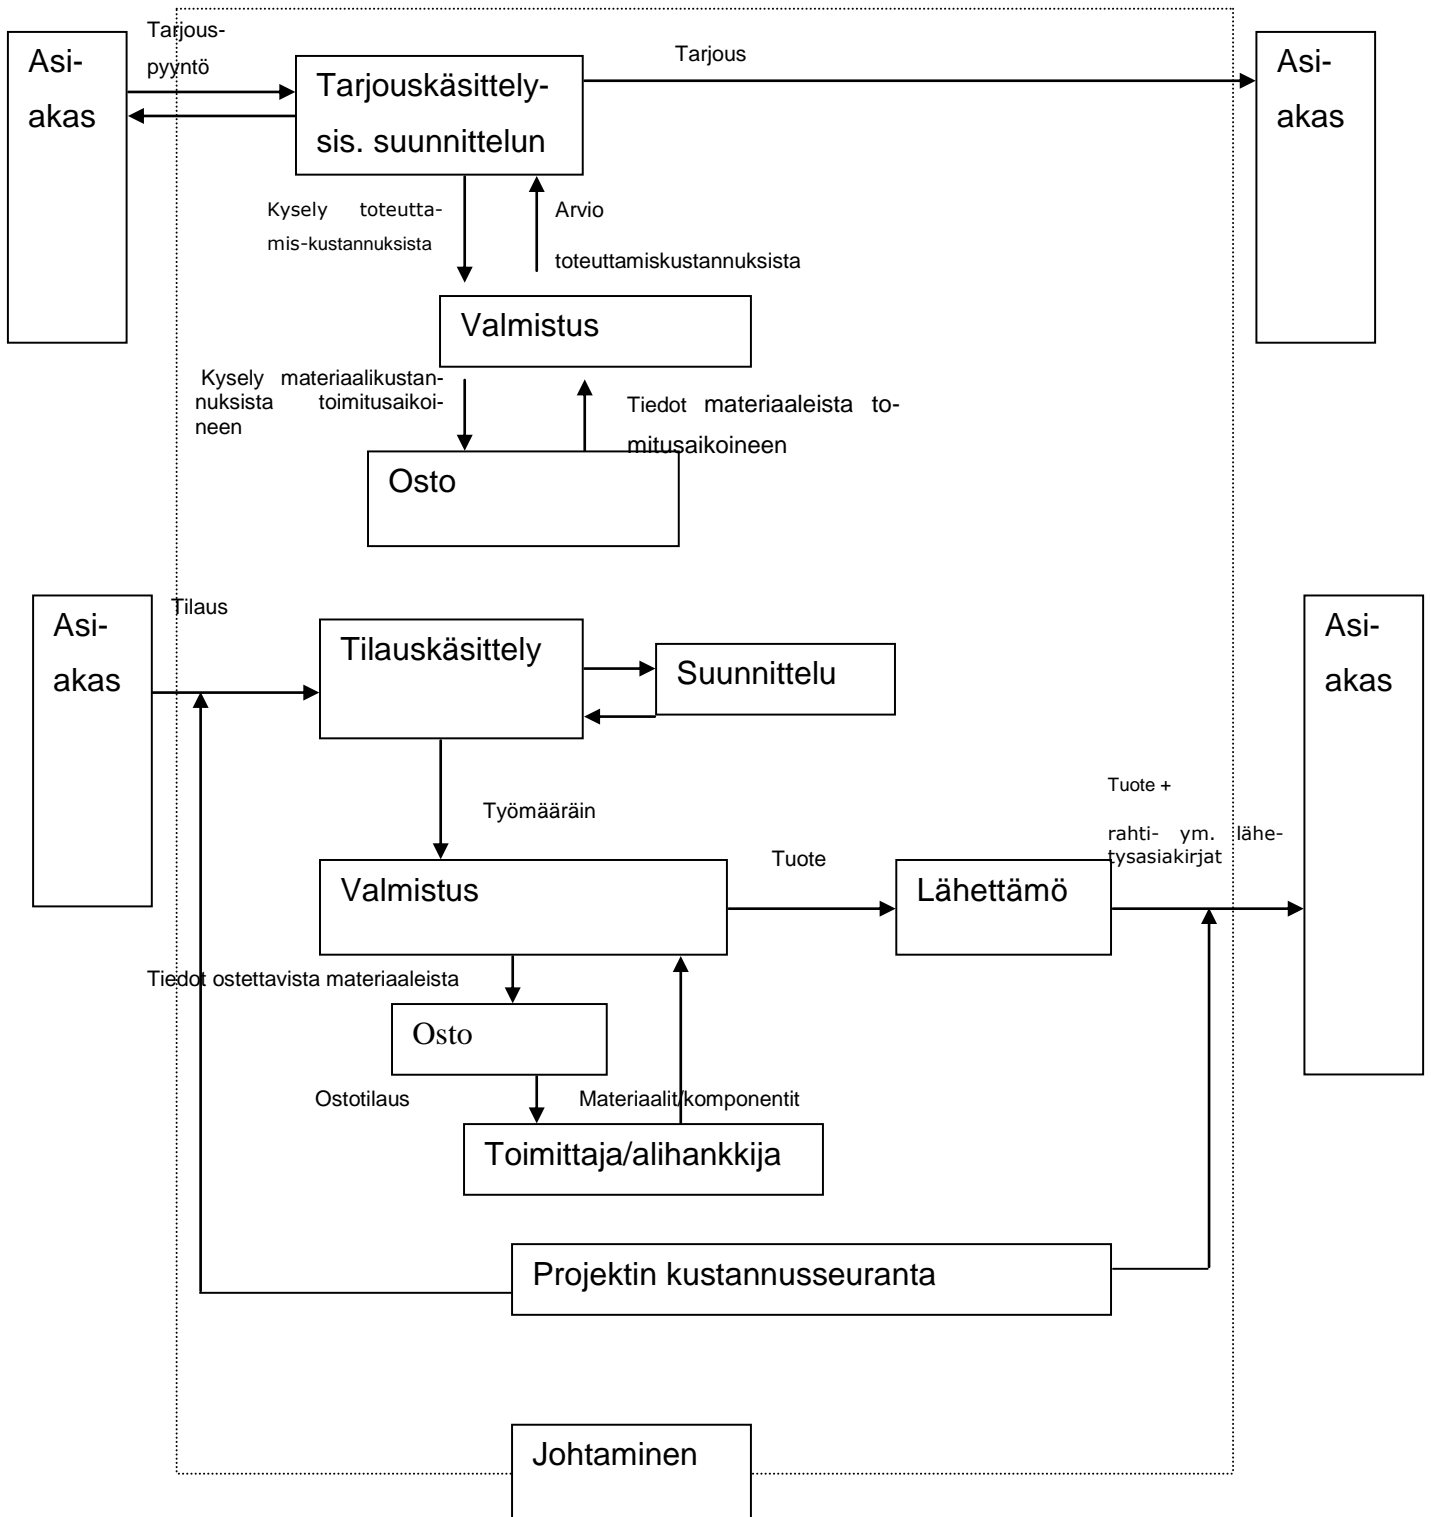 Tarjous-
pyyntö
Asi-
akas
Tarjouskäsittely-
sis. suunnittelun
Tarjous
Asi-
akas
Kysely toteutta-
mis-kustannuksista
Arvio
toteuttamiskustannuksista
Valmistus
Kysely materiaalikustan-
nuksista toimitusaikoi-
neen
Tiedot materiaaleista to-
mitusaikoineen
Osto
Asi-
akas
Tilaus
Tilauskäsittely
Suunnittelu
Asi-
akas
Työmääräin
Tuote +
rahti- ym. lähe-
tysasiakirjat
Valmistus
Tuote
Lähettämö
Tiedot ostettavista materiaaleista
Osto
Ostotilaus
Materiaalit/komponentit
Toimittaja/alihankkija
Projektin kustannusseuranta
Johtaminen